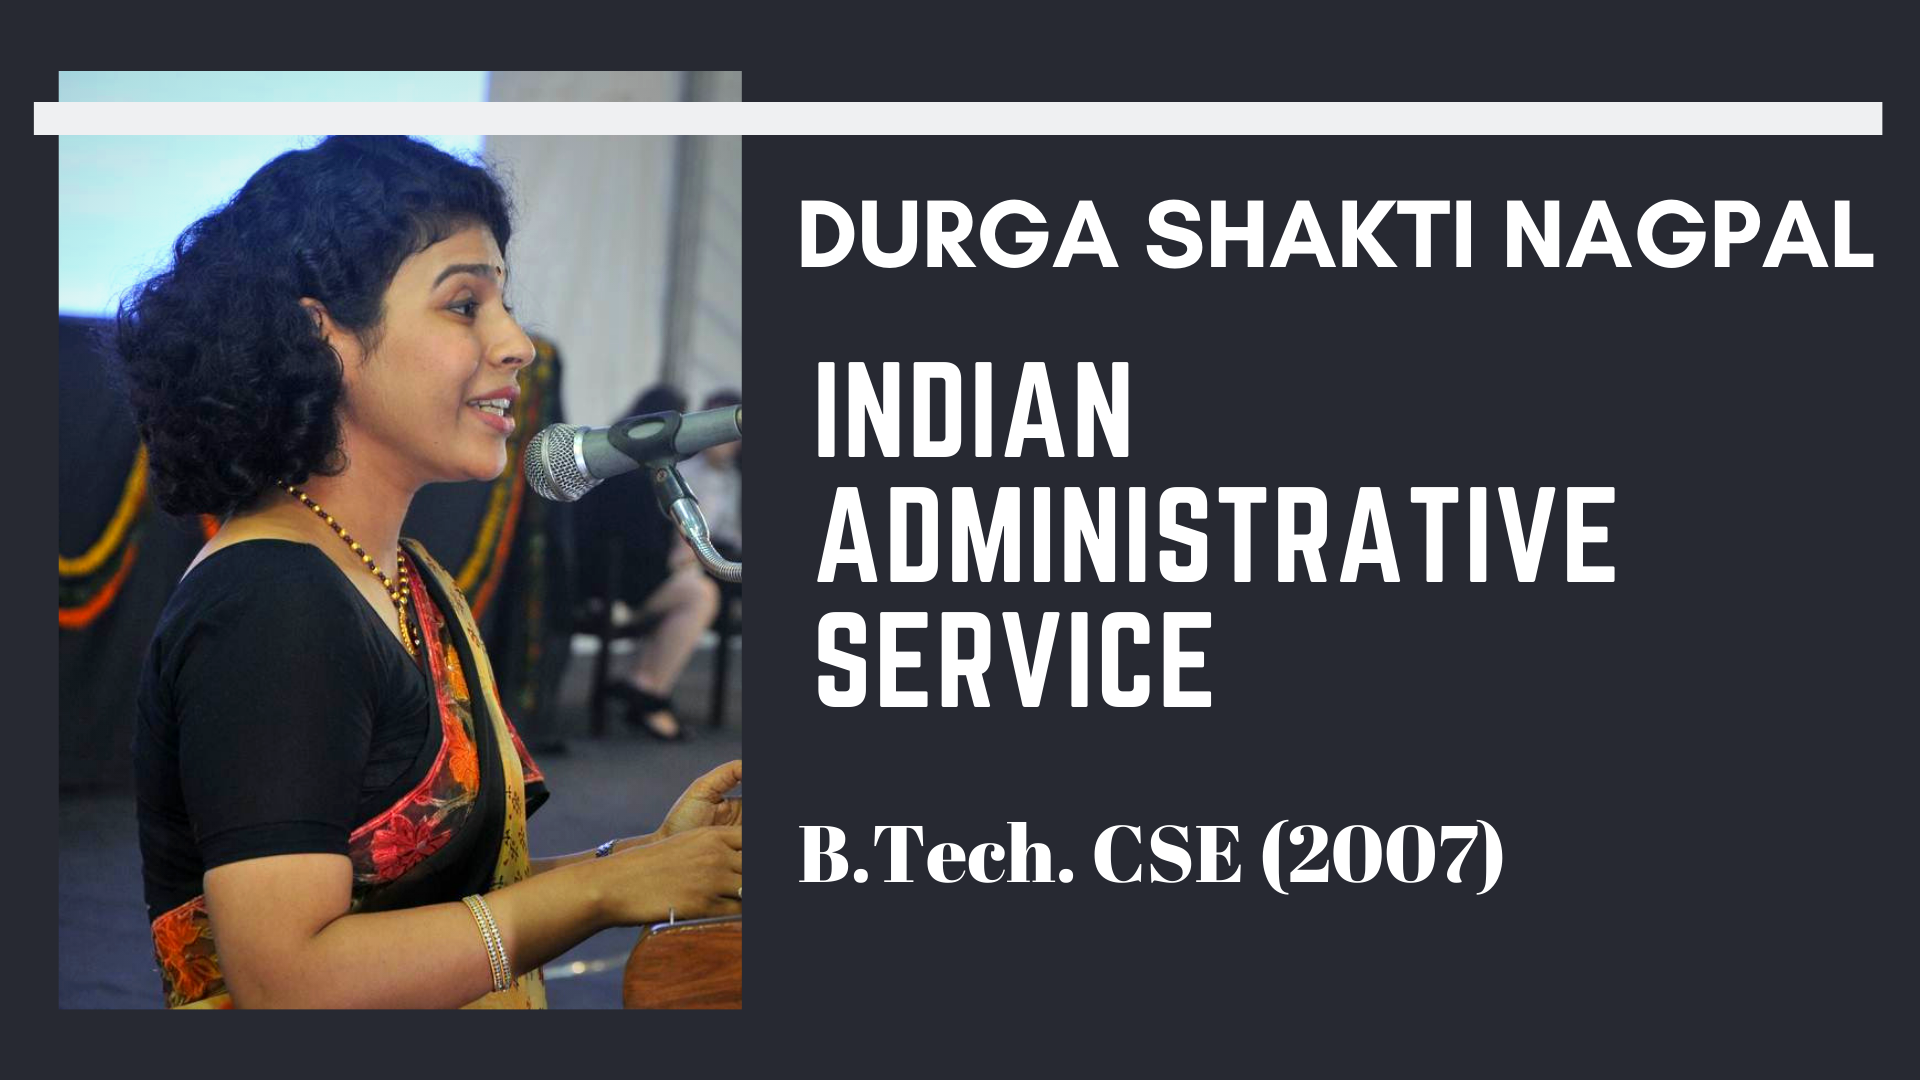 DURGA SHAKTI NAGPAL
INDIAN
ADMINISTRATIVE
SERVICE
B.Tech. CSE (2007)